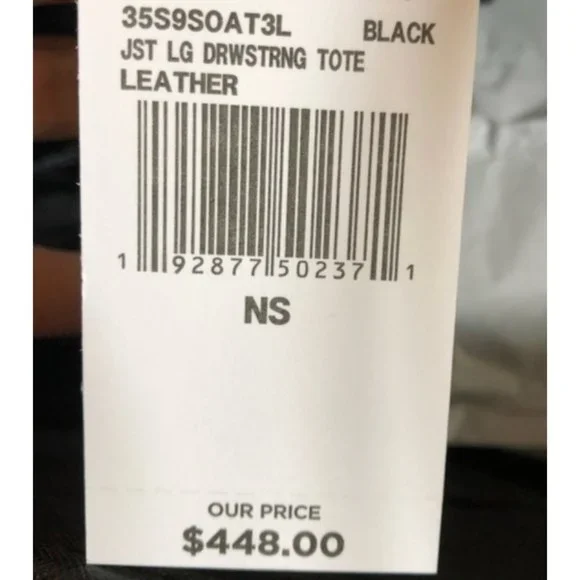 35S9SOAT3L BLACK
JST LG DRWSTRNG TOTE
LEATHER
1 92877 50237 1
NS
OUR PRICE
$448.00